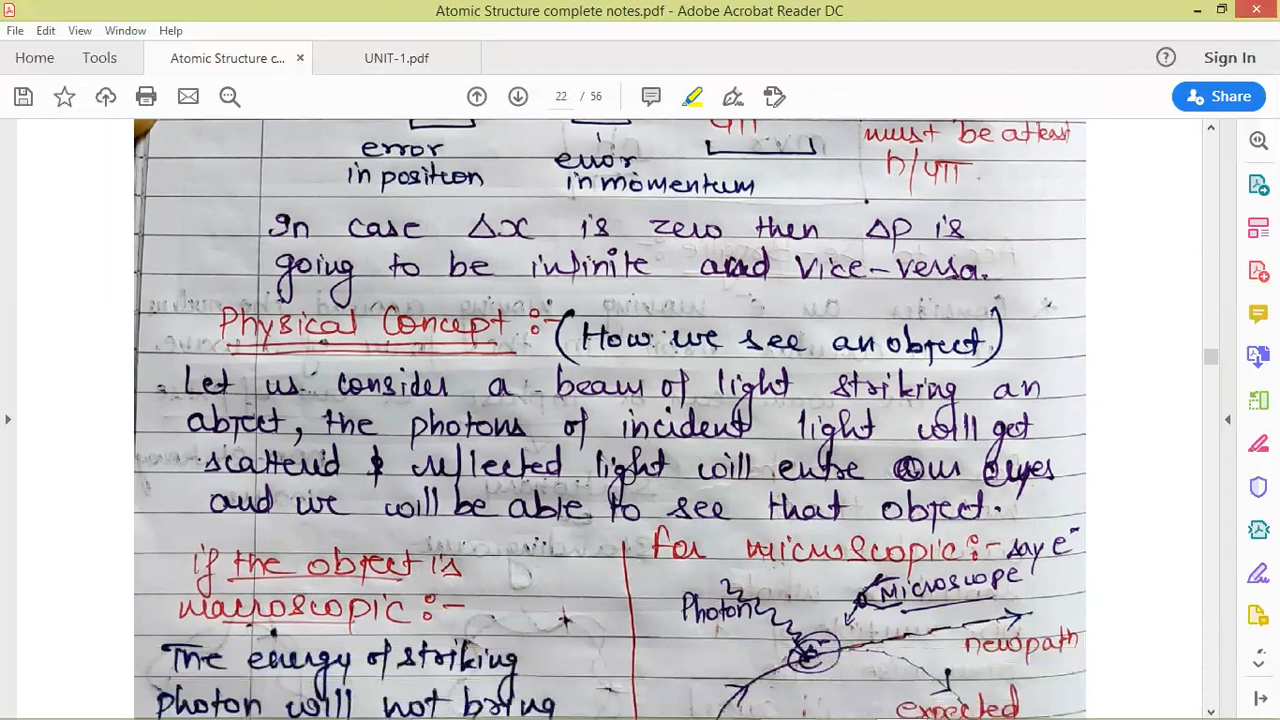 Atomic Structure complete notes.pdf - Adobe Acrobat Reader DC
File Edit View Window Help
Home Tools Atomic Structure c... × UNIT-1.pdf Sign In
22 / 56 Share
4π must be atleast
error error h/4π
in position in momentum
In case Δx is zero then Δp is
going to be infinite and vice-versa.
Physical Concept :- (How we see an object)
Let us consider a beam of light striking an
object, the photons of incident light will get
scatterd & reflected light will entre our eyes
and we will be able to see that object.
if the object is
macroscopic :-
The energy of striking
photon will not bring
for microscopic :- say e⁻
Microscope
Photon
e⁻
new path
expected